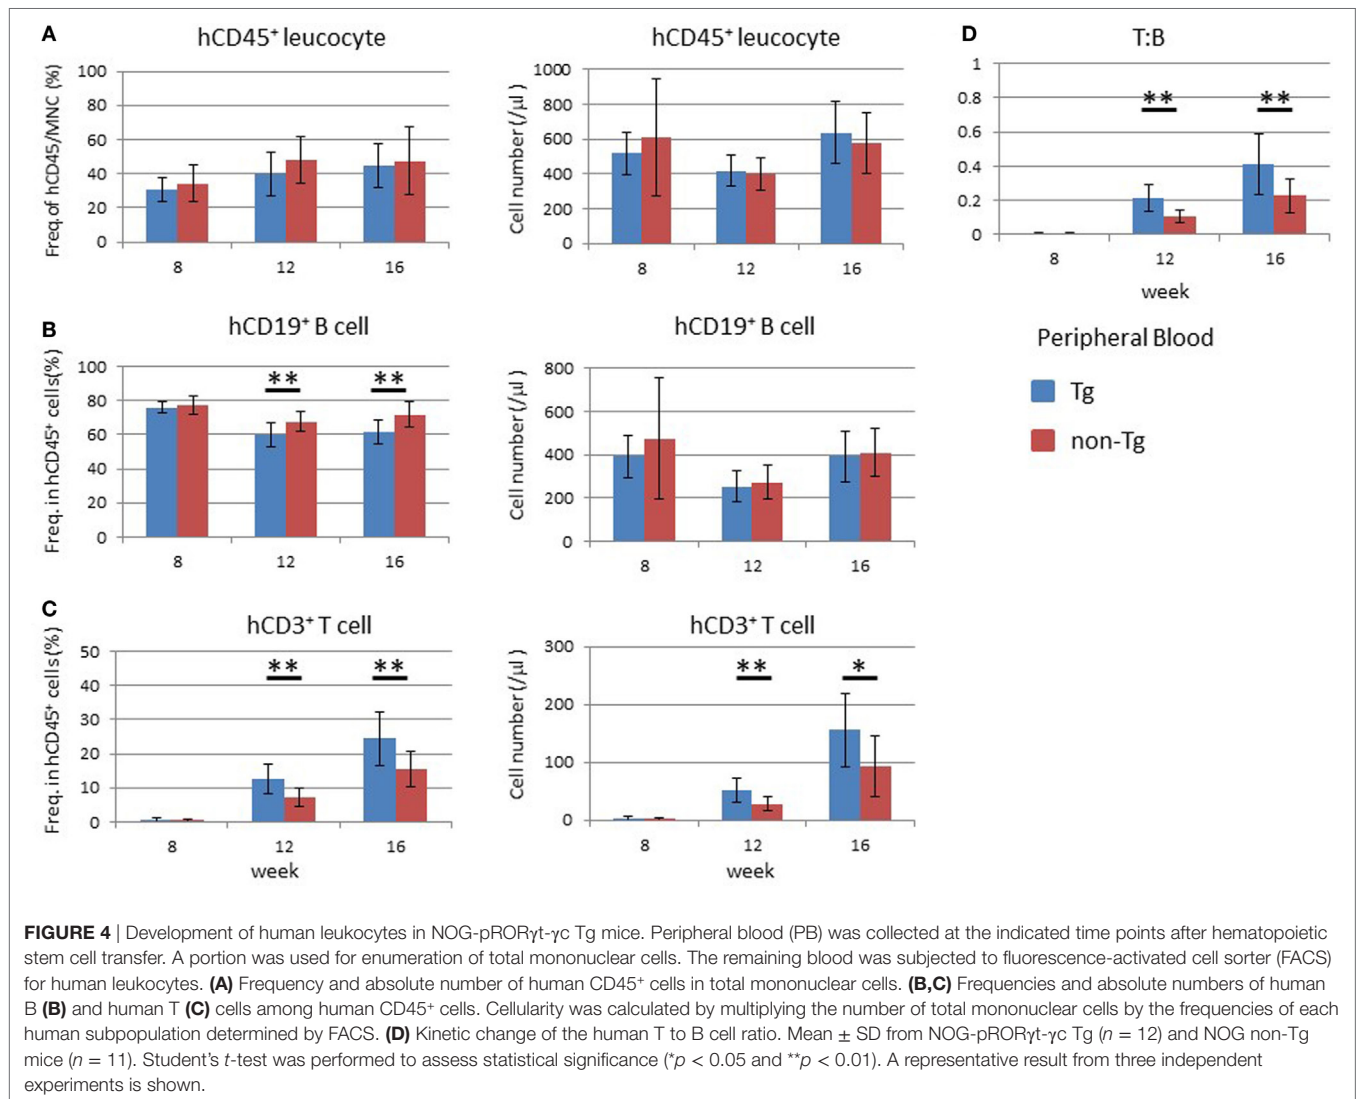 A
hCD45⁺ leucocyte
Freq. of hCD45/MNC (%)
100
80
60
40
20
0
8
12
16
hCD45⁺ leucocyte
Cell number (/µl)
1000
800
600
400
200
0
8
12
16
D
T:B
1
0.8
0.6
0.4
0.2
0
**
**
8
12
16
week
Peripheral Blood
Tg
non-Tg
B
hCD19⁺ B cell
Freq. in hCD45⁺ cells(%)
100
80
60
40
20
0
**
**
8
12
16
hCD19⁺ B cell
Cell number (/µl)
800
600
400
200
0
8
12
16
C
hCD3⁺ T cell
Freq. in hCD45⁺ cells(%)
50
40
30
20
10
0
**
**
8
12
16
week
hCD3⁺ T cell
Cell number (/µl)
300
200
100
0
**
*
8
12
16
week
FIGURE 4 | Development of human leukocytes in NOG-pRORγt-γc Tg mice. Peripheral blood (PB) was collected at the indicated time points after hematopoietic
stem cell transfer. A portion was used for enumeration of total mononuclear cells. The remaining blood was subjected to fluorescence-activated cell sorter (FACS)
for human leukocytes. (A) Frequency and absolute number of human CD45⁺ cells in total mononuclear cells. (B,C) Frequencies and absolute numbers of human
B (B) and human T (C) cells among human CD45⁺ cells. Cellularity was calculated by multiplying the number of total mononuclear cells by the frequencies of each
human subpopulation determined by FACS. (D) Kinetic change of the human T to B cell ratio. Mean ± SD from NOG-pRORγt-γc Tg (n = 12) and NOG non-Tg
mice (n = 11). Student's t-test was performed to assess statistical significance (*p < 0.05 and **p < 0.01). A representative result from three independent
experiments is shown.